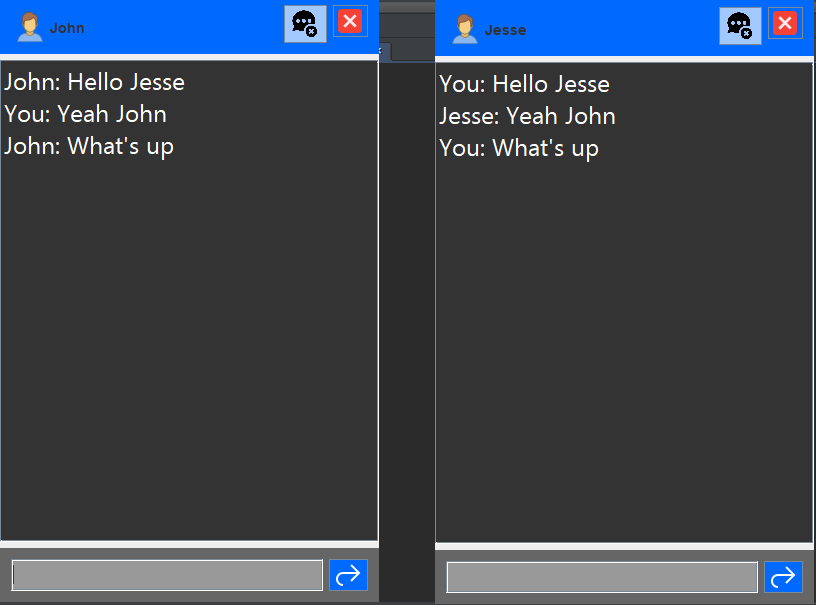 John
John: Hello Jesse
You: Yeah John
John: What's up
Jesse
You: Hello Jesse
Jesse: Yeah John
You: What's up